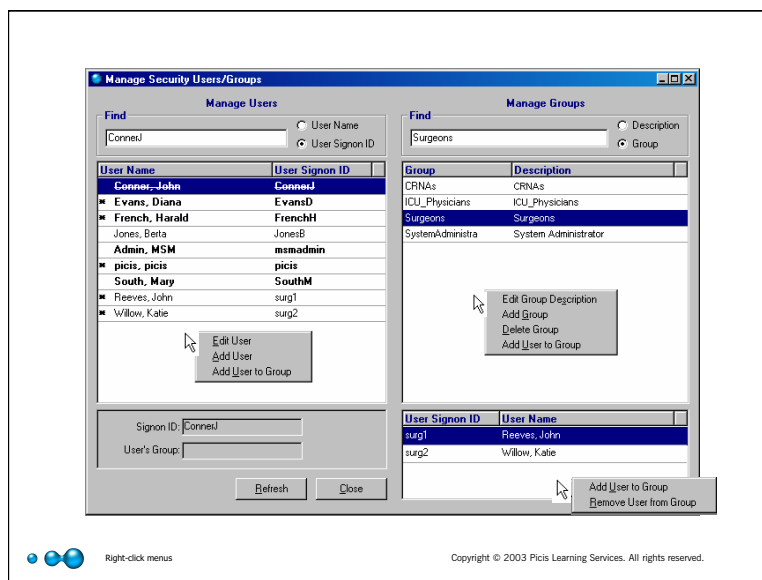 Manage Security Users/Groups
Manage Users
Find
ConnerJ
User Name
User Signon ID
User Name User Signon ID
Conner, John ConnerJ
* Evans, Diana EvansD
* French, Harald FrenchH
Jones, Berta JonesB
Admin, MSM msmadmin
* picis, picis picis
South, Mary SouthM
* Reeves, John surg1
* Willow, Katie surg2
Edit User
Add User
Add User to Group
Signon ID: ConnerJ
User's Group:
Refresh Close
Manage Groups
Find
Surgeons
Description
Group
Group Description
CRNAs CRNAs
ICU_Physicians ICU_Physicians
Surgeons Surgeons
SystemAdministra System Administrator
Edit Group Description
Add Group
Delete Group
Add User to Group
User Signon ID User Name
surg1 Reeves, John
surg2 Willow, Katie
Add User to Group
Remove User from Group
Right-click menus
Copyright © 2003 Picis Learning Services. All rights reserved.